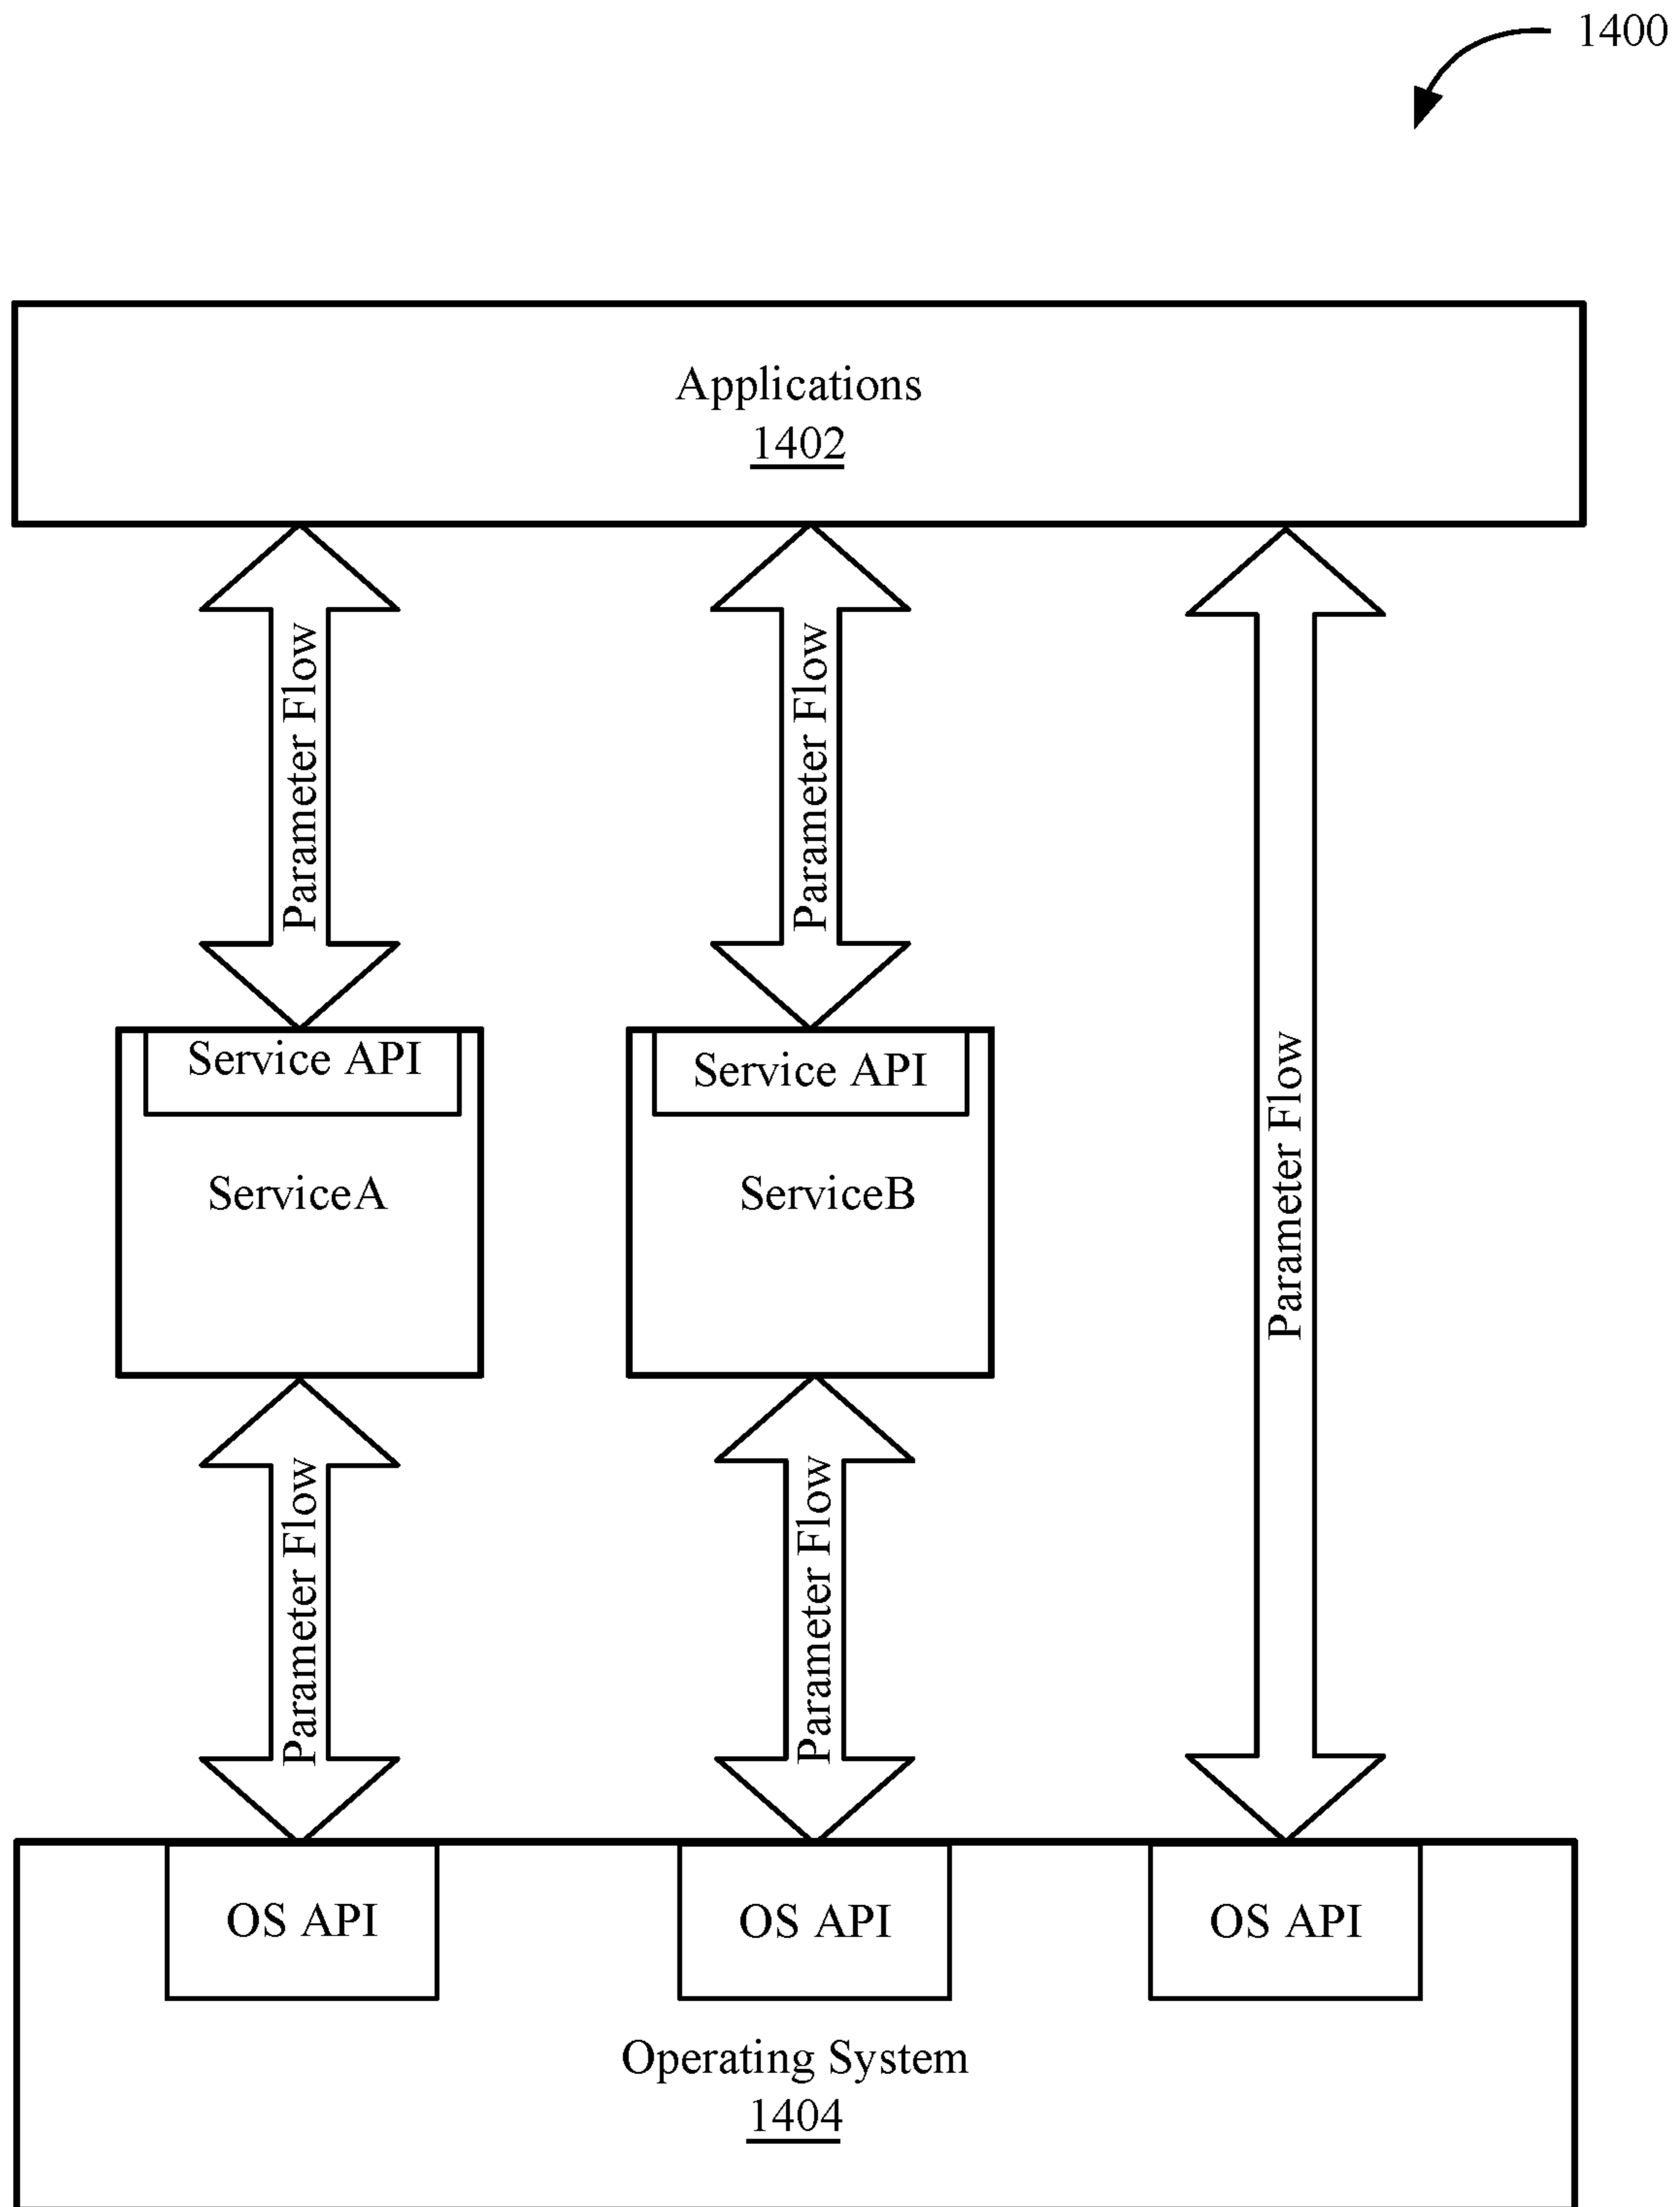 1400
Applications
1402
Parameter Flow
Parameter Flow
Parameter Flow
Service API
ServiceA
Service API
ServiceB
Parameter Flow
Parameter Flow
OS API
OS API
OS API
Operating System
1404